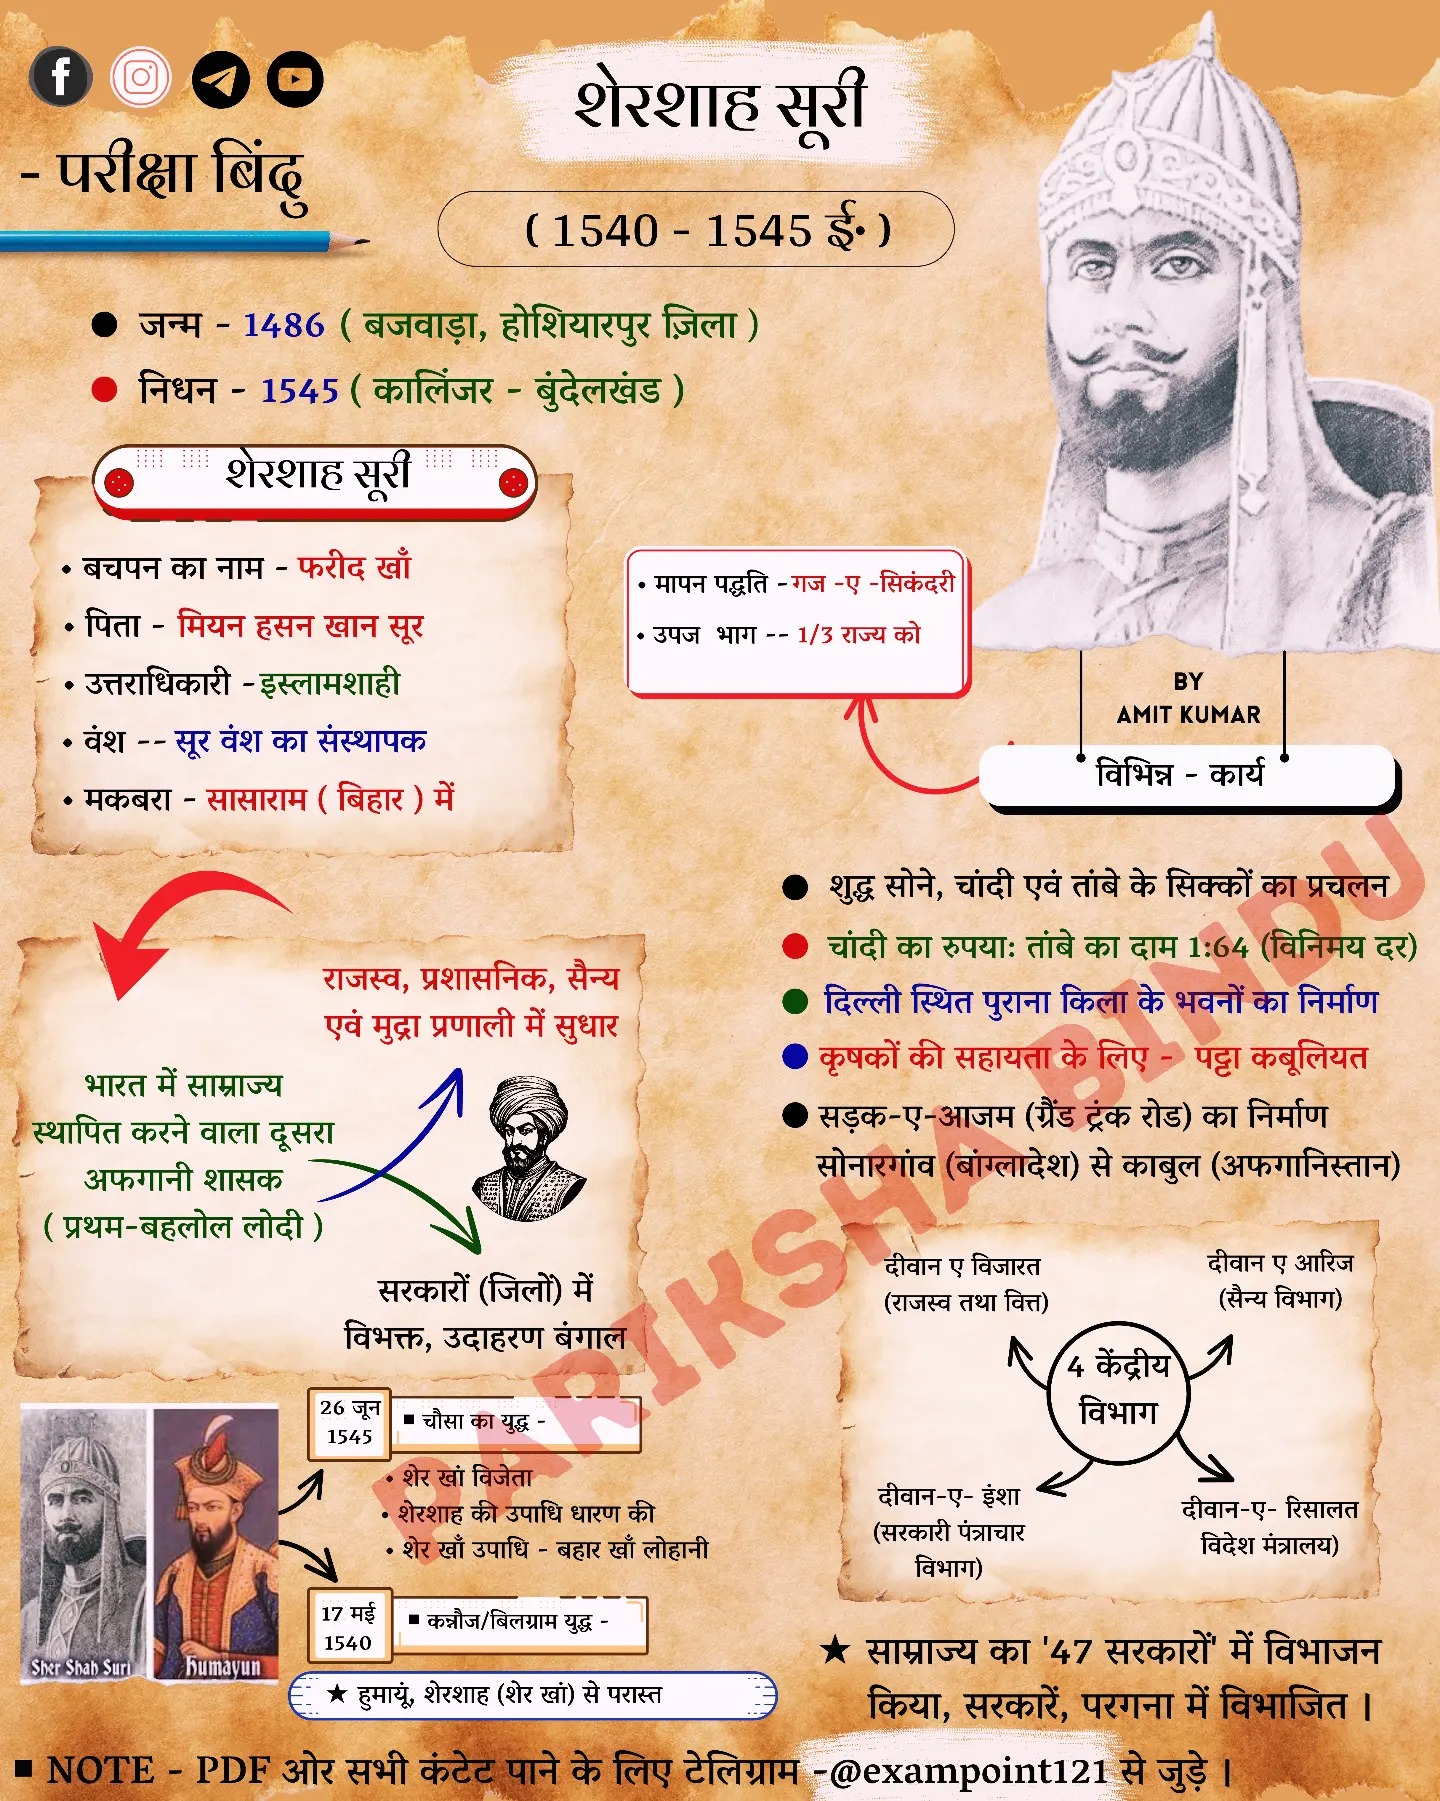 शेरशाह सूरी
- परीक्षा बिंदु
( 1540 - 1545 ई· )
जन्म - 1486 ( बजवाड़ा, होशियारपुर ज़िला )
निधन - 1545 ( कालिंजर - बुंदेलखंड )
शेरशाह सूरी
• बचपन का नाम - फरीद खाँ
• पिता - मियन हसन खान सूर
• उत्तराधिकारी - इस्लामशाही
• वंश -- सूर वंश का संस्थापक
• मकबरा - सासाराम ( बिहार ) में
• मापन पद्धति - गज -ए -सिकंदरी
• उपज भाग -- 1/3 राज्य को
BY
AMIT KUMAR
विभिन्न - कार्य
शुद्ध सोने, चांदी एवं तांबे के सिक्कों का प्रचलन
चांदी का रुपया: तांबे का दाम 1:64 (विनिमय दर)
दिल्ली स्थित पुराना किला के भवनों का निर्माण
कृषकों की सहायता के लिए - पट्टा कबूलियत
सड़क-ए-आजम (ग्रैंड ट्रंक रोड) का निर्माण
सोनारगांव (बांग्लादेश) से काबुल (अफगानिस्तान)
राजस्व, प्रशासनिक, सैन्य
एवं मुद्रा प्रणाली में सुधार
भारत में साम्राज्य
स्थापित करने वाला दूसरा
अफगानी शासक
( प्रथम-बहलोल लोदी )
सरकारों (जिलों) में
विभक्त, उदाहरण बंगाल
दीवान ए विजारत
(राजस्व तथा वित्त)
दीवान ए आरिज
(सैन्य विभाग)
4 केंद्रीय
विभाग
दीवान-ए- इंशा
(सरकारी पंत्राचार
विभाग)
दीवान-ए- रिसालत
विदेश मंत्रालय)
26 जून
1545
■ चौसा का युद्ध -
• शेर खां विजेता
• शेरशाह की उपाधि धारण की
• शेर खाँ उपाधि - बहार खाँ लोहानी
17 मई
1540
■ कन्नौज/बिलग्राम युद्ध -
Sher Shah Suri
Humayun
★ हुमायूं, शेरशाह (शेर खां) से परास्त
★ साम्राज्य का '47 सरकारों' में विभाजन
किया, सरकारें, परगना में विभाजित ।
■ NOTE - PDF ओर सभी कंटेट पाने के लिए टेलिग्राम -@exampoint121 से जुड़े ।
PARIKSHA BINDU